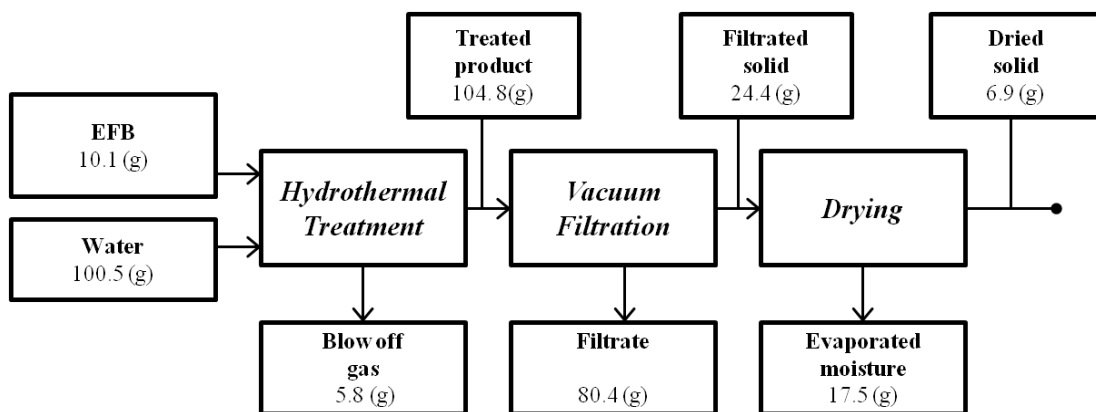 Treated
product
104.8(g)
Filtrated
solid
24.4 (g)
Dried
solid
6.9 (g)
EFB
10.1 (g)
Water
100.5 (g)
Hydrothermal
Treatment
Vacuum
Filtration
Drying
Blow off
gas
5.8 (g)
Filtrate
80.4 (g)
Evaporated
moisture
17.5 (g)